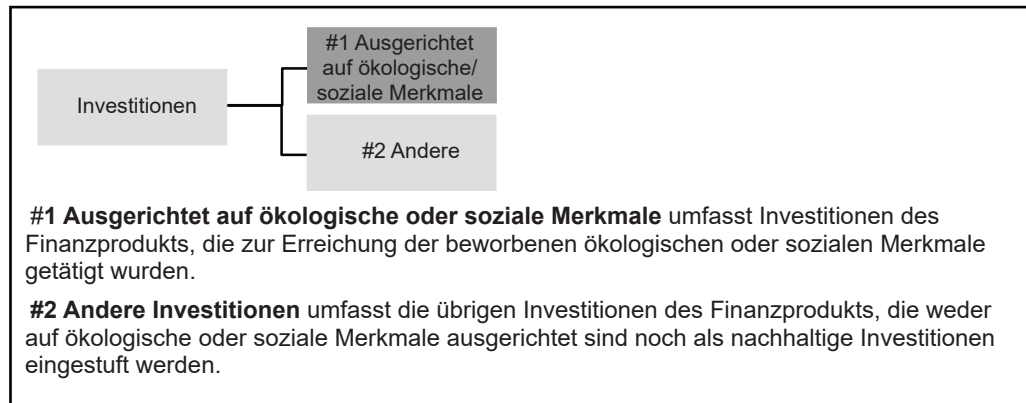 #1 Ausgerichtet
auf ökologische/
soziale Merkmale
Investitionen
#2 Andere
#1 Ausgerichtet auf ökologische oder soziale Merkmale umfasst Investitionen des
Finanzprodukts, die zur Erreichung der beworbenen ökologischen oder sozialen Merkmale
getätigt wurden.
#2 Andere Investitionen umfasst die übrigen Investitionen des Finanzprodukts, die weder
auf ökologische oder soziale Merkmale ausgerichtet sind noch als nachhaltige Investitionen
eingestuft werden.